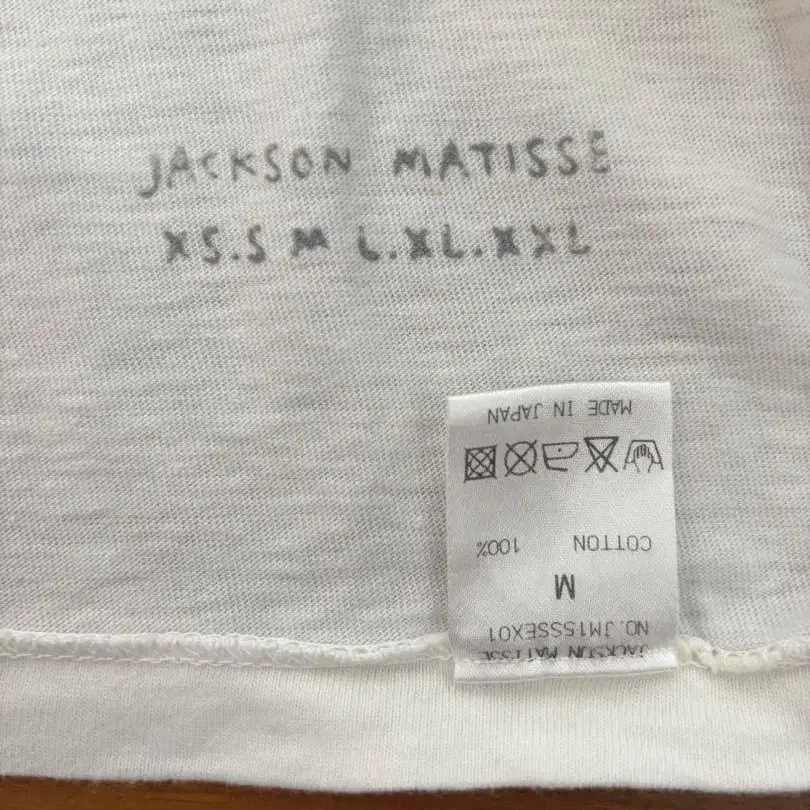 JACKSON MATISSE
XS.S M L.XL.XXL
JACKSON MATISSE
NO. JM15SSEX01
M
COTTON 100%
MADE IN JAPAN